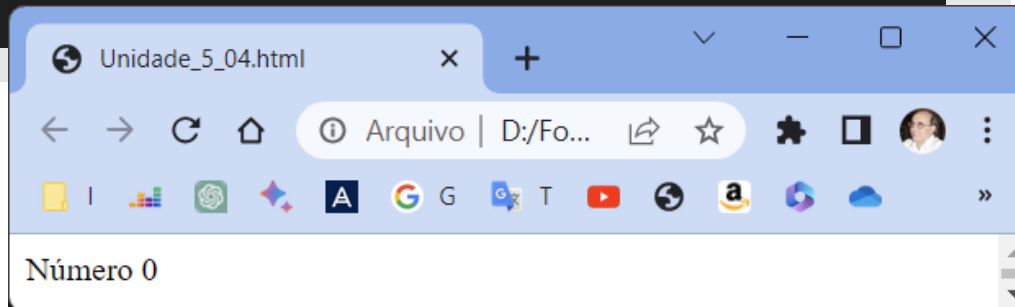 Unidade_5_04.html
Arquivo | D:/Fo...
I A G T a
Número 0